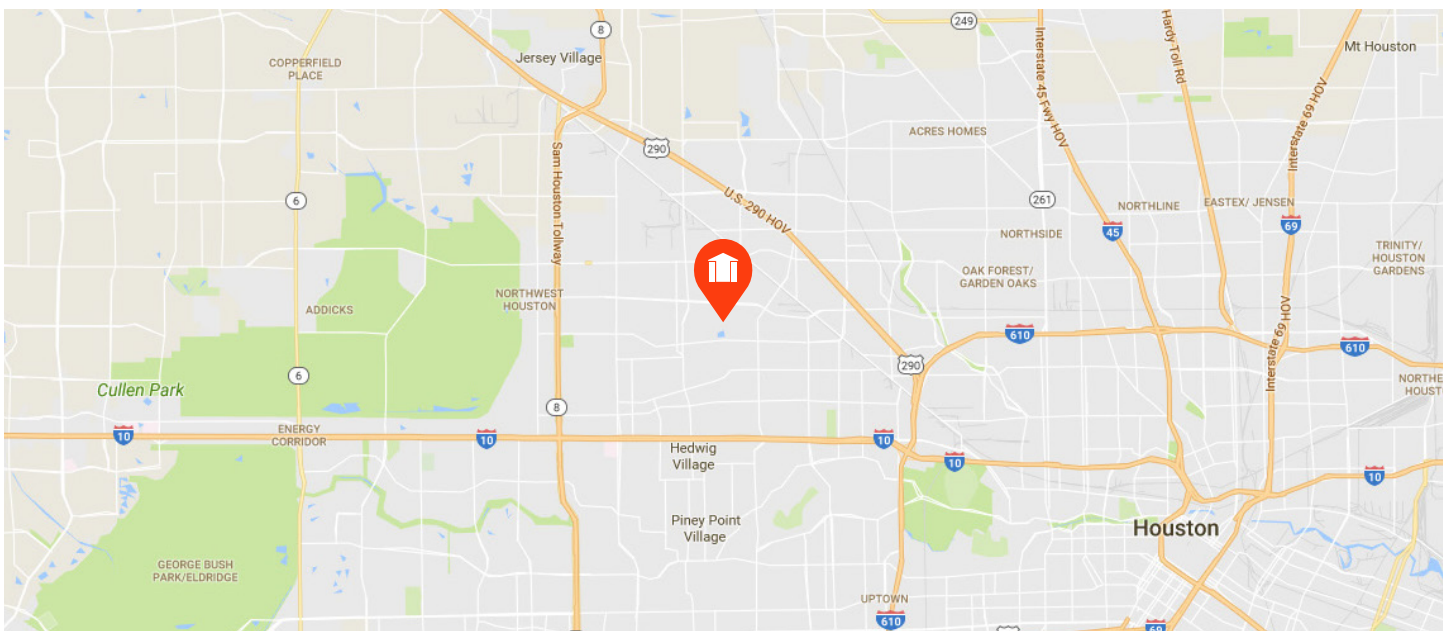 249
8
Mt Houston
Jersey Village
COPPERFIELD
PLACE
Interstate 45 Fwy HOV
Hardy Toll Rd
Interstate 69 HOV
ACRES HOMES
290
Sam Houston Tollway
U.S. 290 HOV
6
261
NORTHLINE
EASTEX/ JENSEN
45
69
NORTHSIDE
TRINITY/
HOUSTON
GARDENS
OAK FOREST/
GARDEN OAKS
NORTHWEST
HOUSTON
ADDICKS
610
610
Interstate 69 HOV
290
6
Cullen Park
NORTHE
HOUST
8
ENERGY
CORRIDOR
10
10
10
Hedwig
Village
10
10
Piney Point
Village
Houston
GEORGE BUSH
PARK/ELDRIDGE
UPTOWN
610
69